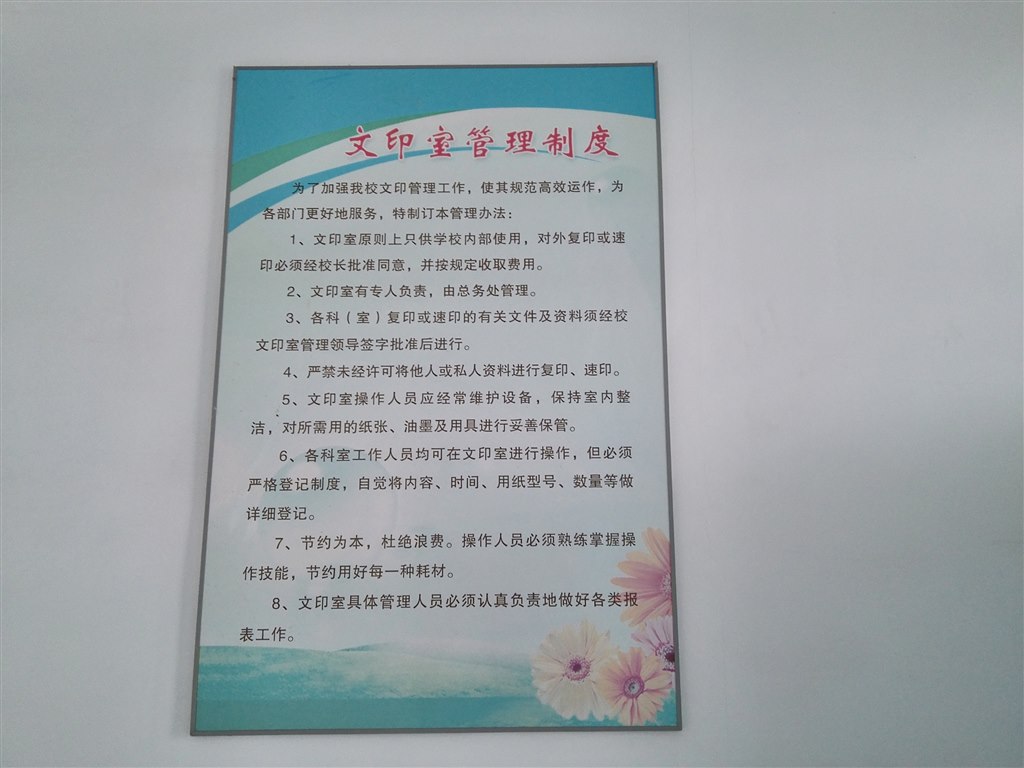 文印室管理制度
为了加强我校文印管理工作，使其规范高效运作，为
各部门更好地服务，特制订本管理办法：
1、文印室原则上只供学校内部使用，对外复印或速
印必须经校长批准同意，并按规定收取费用。
2、文印室有专人负责，由总务处管理。
3、各科（室）复印或速印的有关文件及资料须经校
文印室管理领导签字批准后进行。
4、严禁未经许可将他人或私人资料进行复印、速印。
5、文印室操作人员应经常维护设备，保持室内整
洁，对所需用的纸张、油墨及用具进行妥善保管。
6、各科室工作人员均可在文印室进行操作，但必须
严格登记制度，自觉将内容、时间、用纸型号、数量等做
详细登记。
7、节约为本，杜绝浪费。操作人员必须熟练掌握操
作技能，节约用好每一种耗材。
8、文印室具体管理人员必须认真负责地做好各类报
表工作。